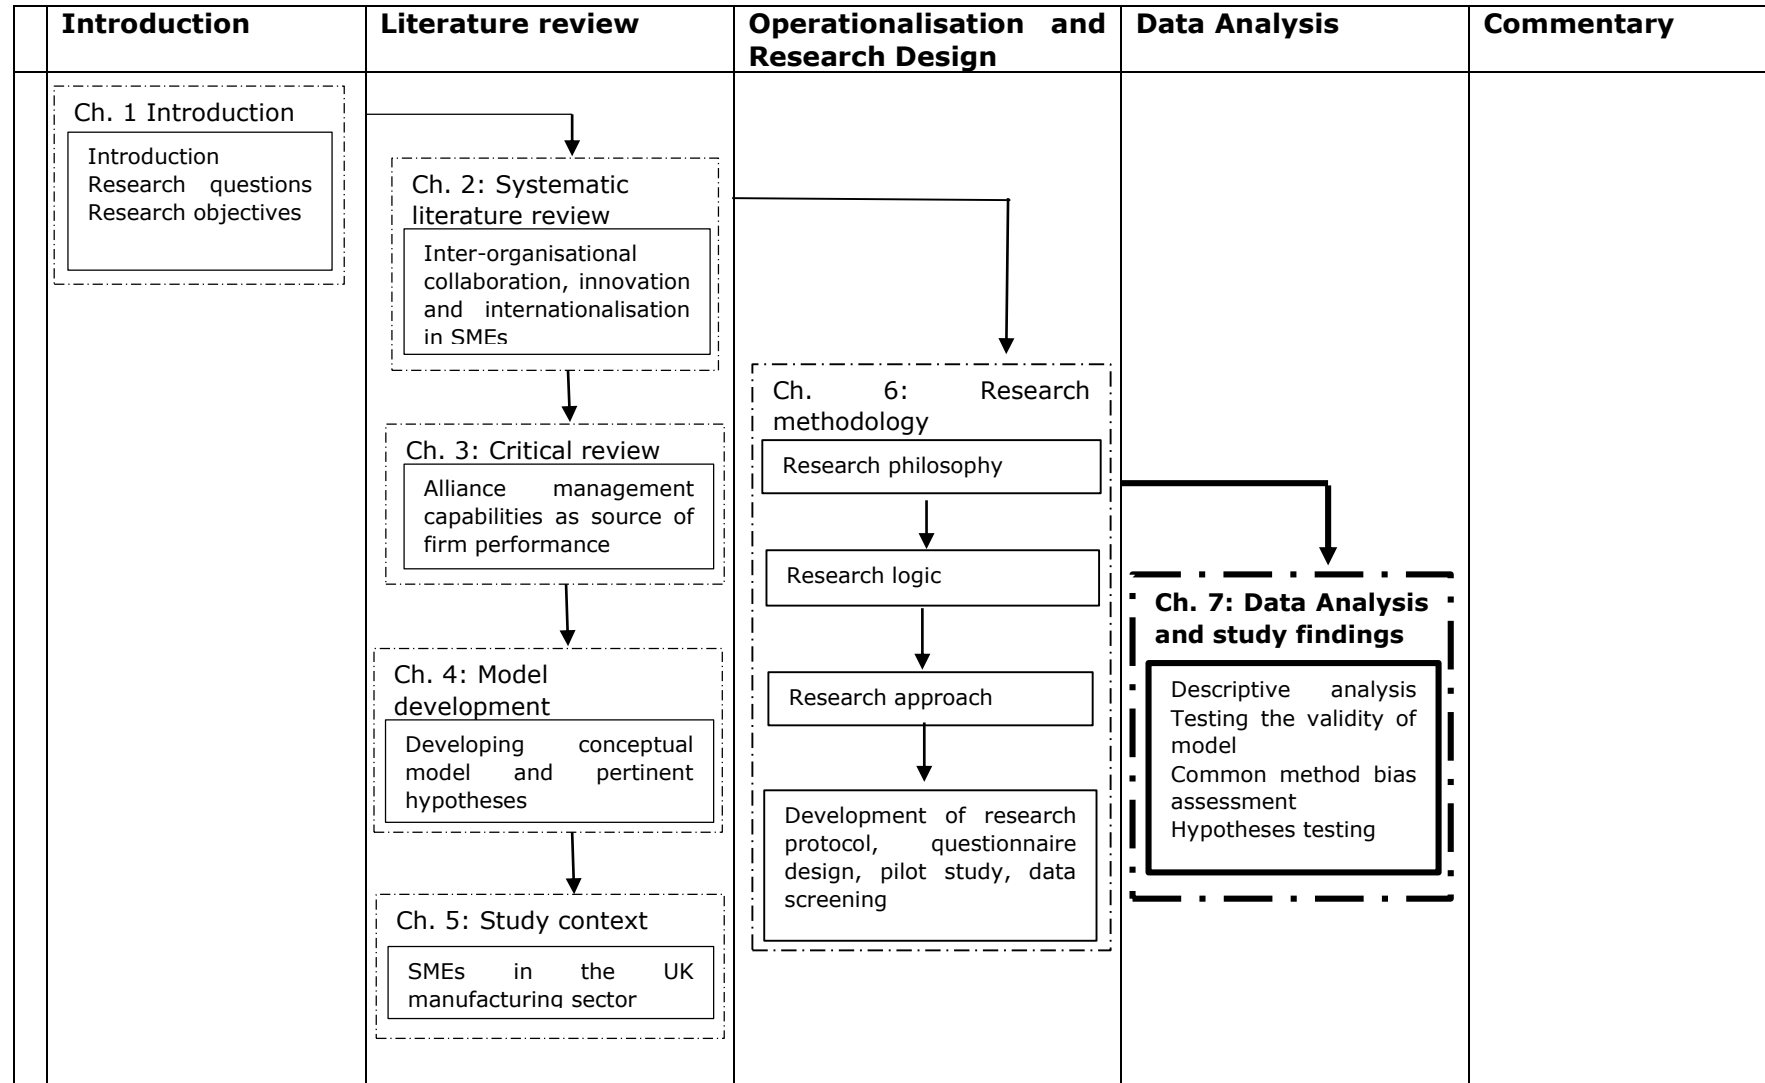 Introduction
Literature review
Operationalisation and
Research Design
Data Analysis
Commentary
Ch. 1 Introduction
Introduction
Research questions
Research objectives
Ch. 2: Systematic
literature review
Inter-organisational
collaboration, innovation
and internationalisation
in SMEs
Ch. 3: Critical review
Alliance management
capabilities as source of
firm performance
Ch. 4: Model
development
Developing conceptual
model and pertinent
hypotheses
Ch. 5: Study context
SMEs in the UK
manufacturing sector
Ch. 6: Research
methodology
Research philosophy
Research logic
Research approach
Development of research
protocol, questionnaire
design, pilot study, data
screening
Ch. 7: Data Analysis
and study findings
Descriptive analysis
Testing the validity of
model
Common method bias
assessment
Hypotheses testing